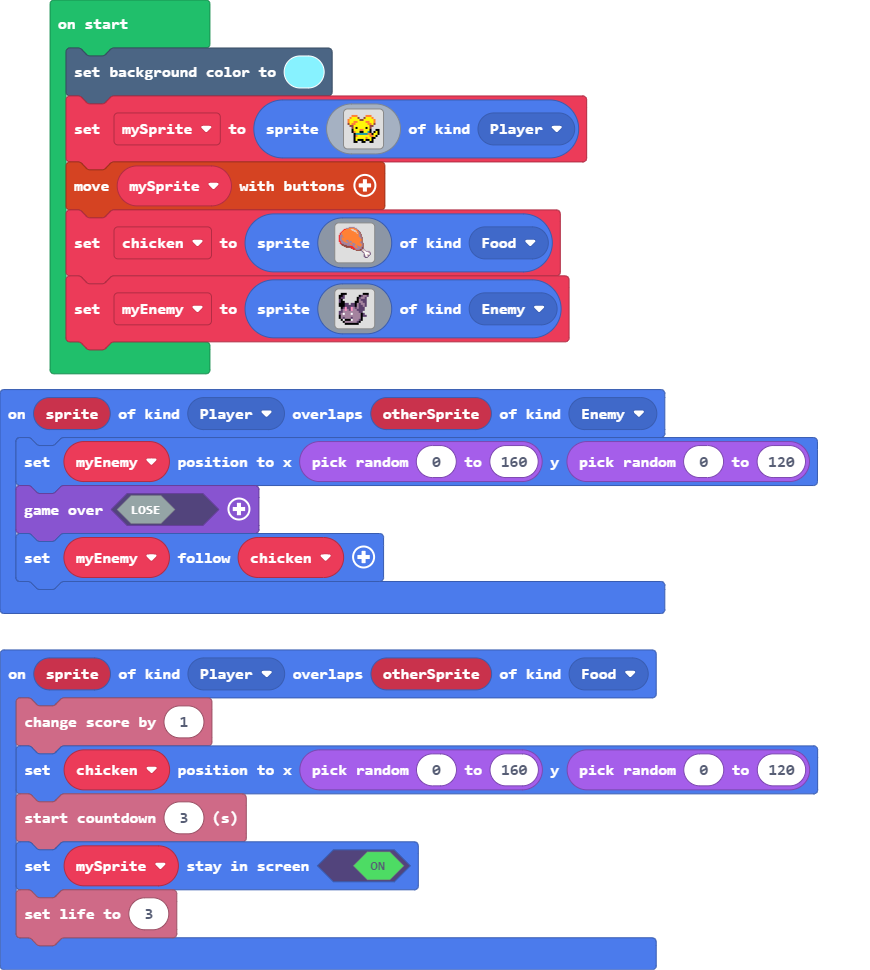 on start
set background color to
set mySprite to sprite of kind Player
move mySprite with buttons
set chicken to sprite of kind Food
set myEnemy to sprite of kind Enemy
on sprite of kind Player overlaps otherSprite of kind Enemy
set myEnemy position to x pick random 0 to 160 y pick random 0 to 120
game over LOSE
set myEnemy follow chicken
on sprite of kind Player overlaps otherSprite of kind Food
change score by 1
set chicken position to x pick random 0 to 160 y pick random 0 to 120
start countdown 3 (s)
set mySprite stay in screen ON
set life to 3